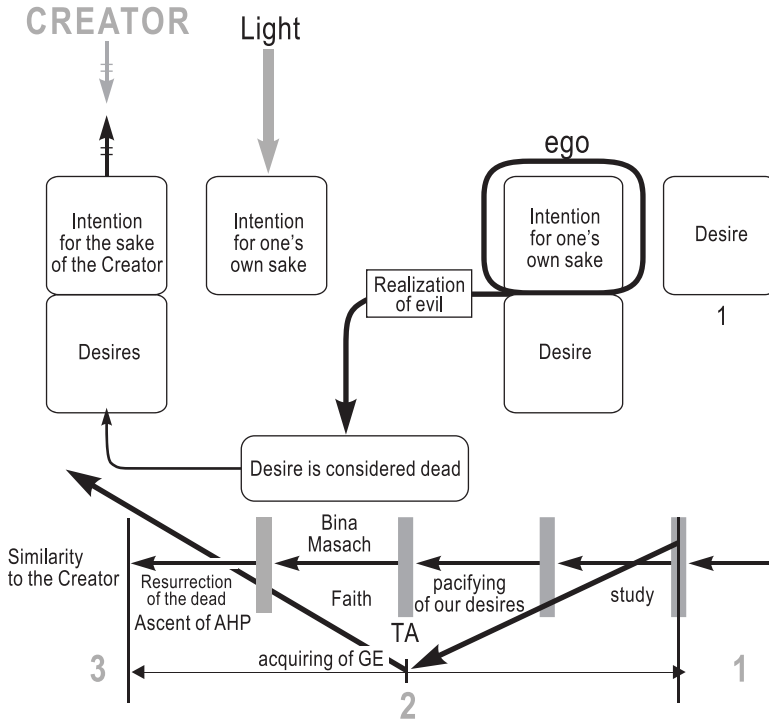 CREATOR
Light
ego
Intention
for the sake
of the Creator
Intention
for one's
own sake
Intention
for one's
own sake
Desire
1
Realization
of evil
Desires
Desire
Desire is considered dead
Bina
Masach
Similarity
to the Creator
Resurrection
of the dead
Ascent of AHP
Faith
pacifying
of our desires
study
TA
acquiring of GE
3
2
1